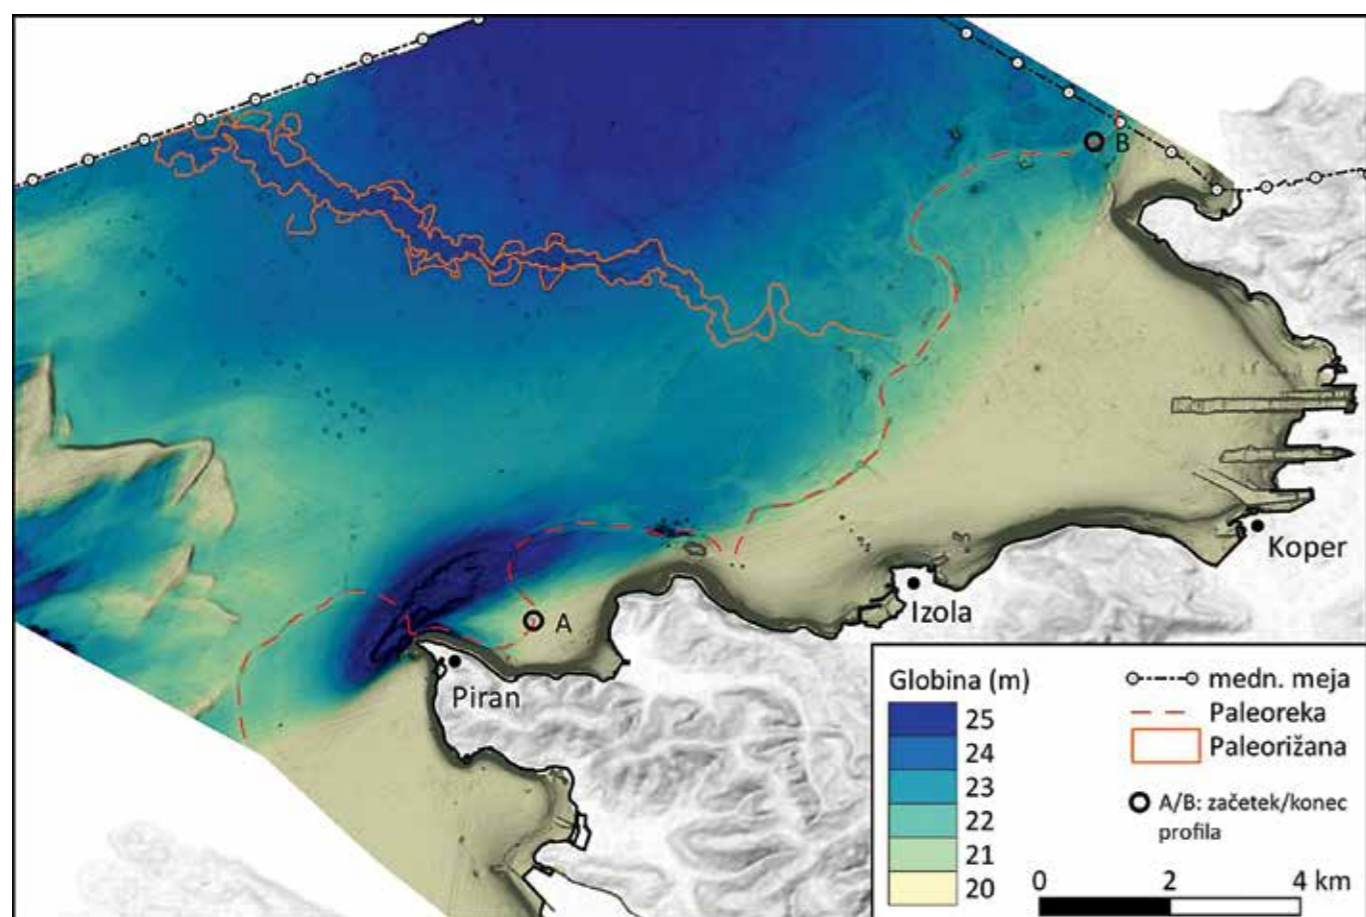 B
Koper
Izola
A
Piran
Globina (m)
25
24
23
22
21
20
medn. meja
Paleoreka
Paleorižana
A/B: začetek/konec
profila
0 2 4 km